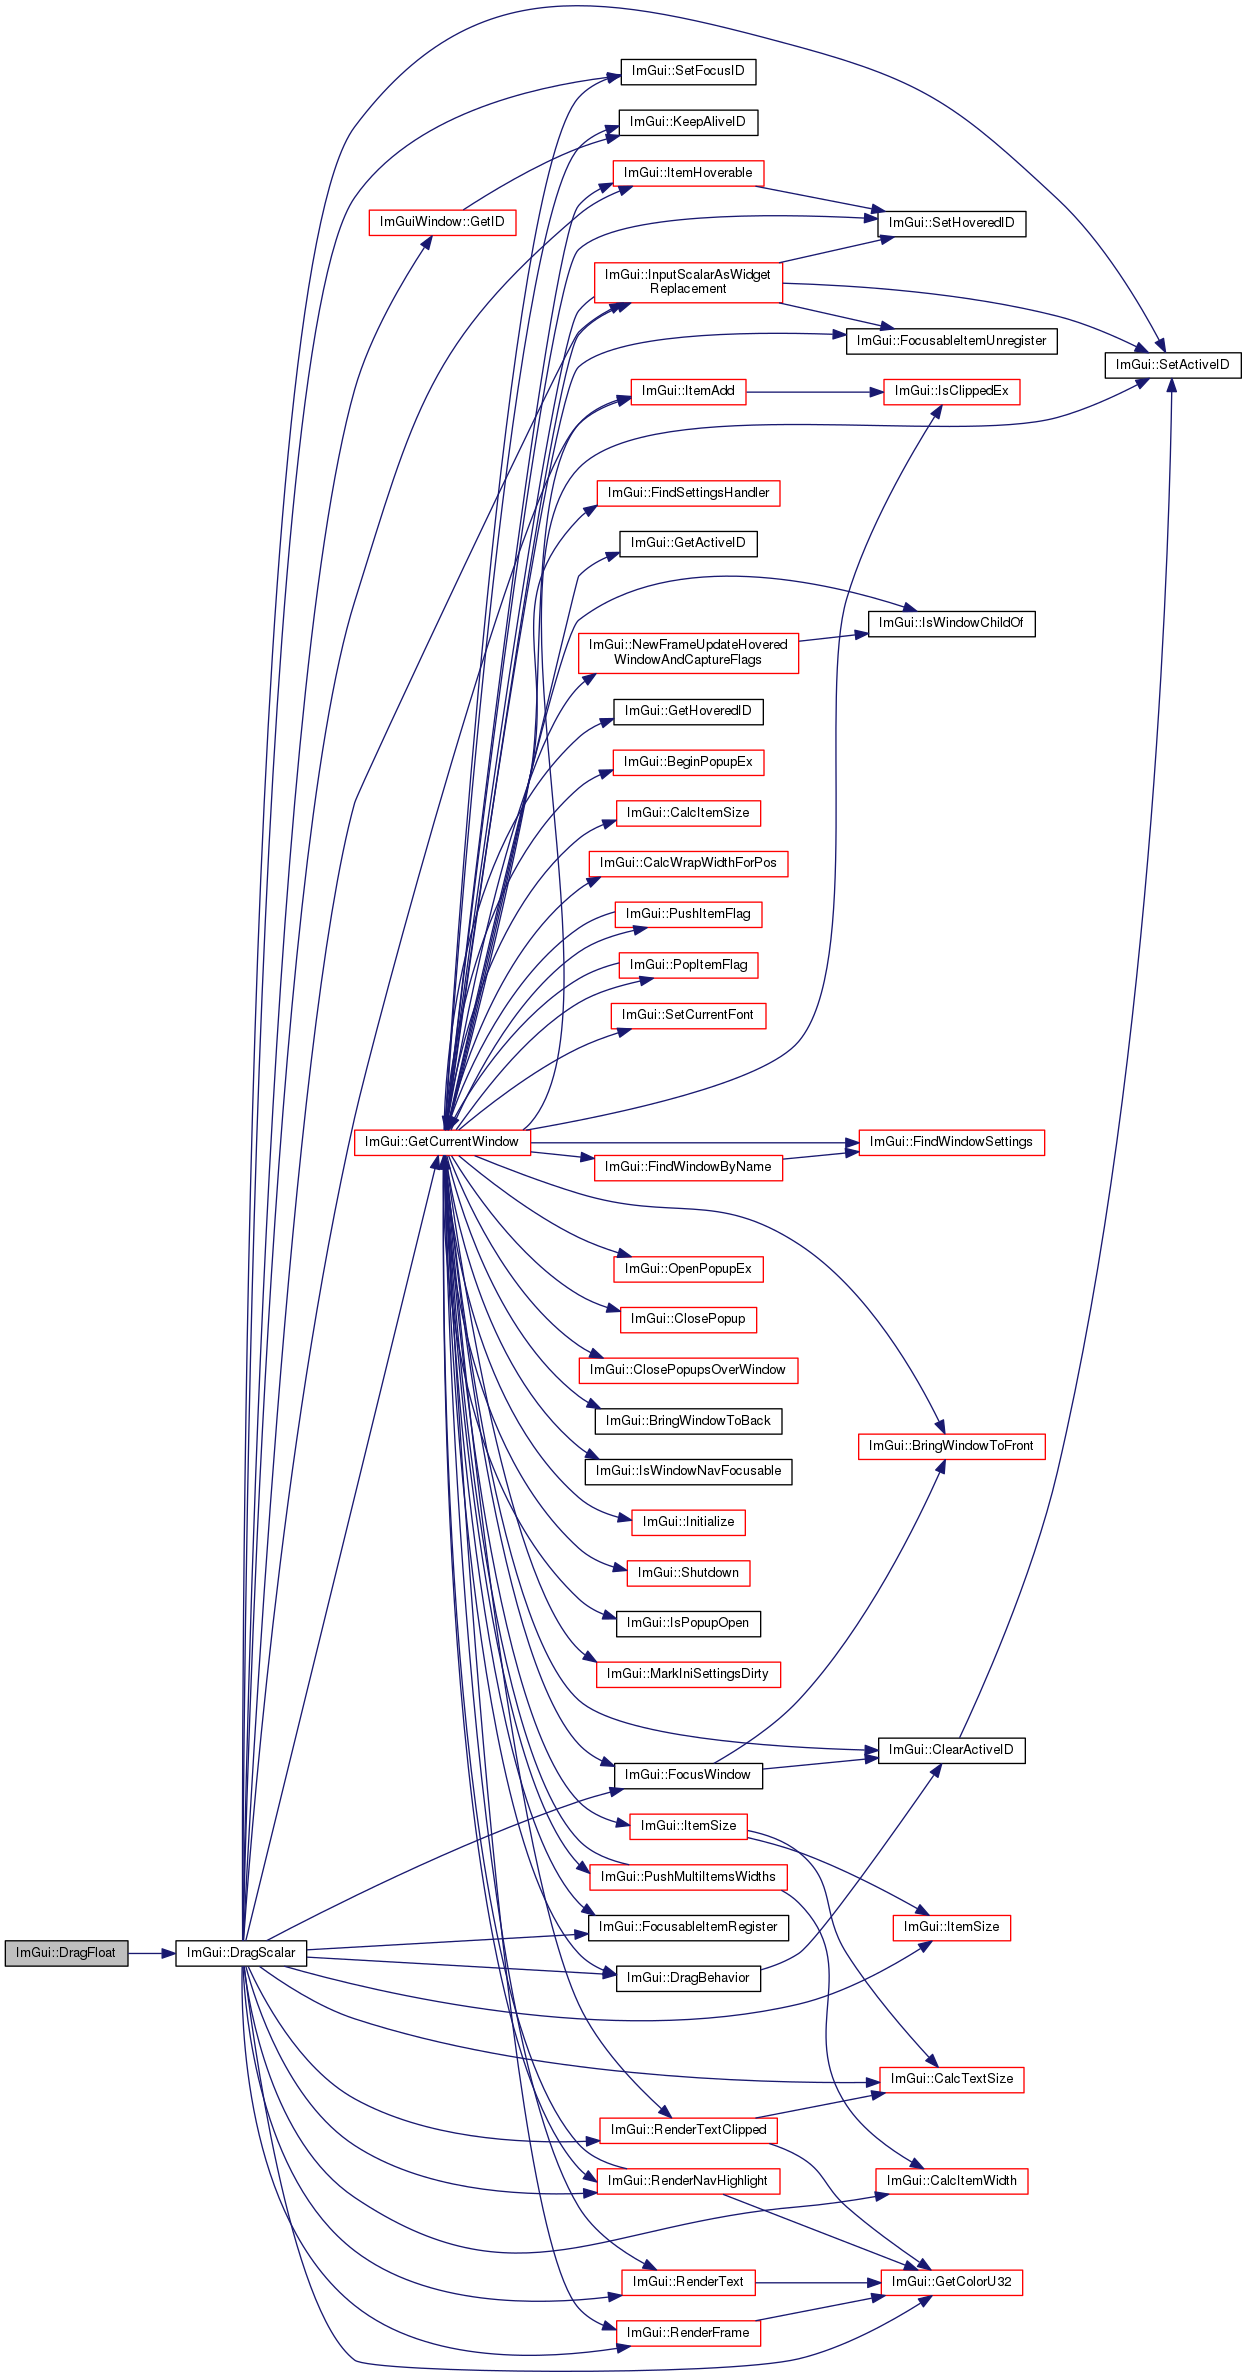 ImGui::SetFocusID
ImGui::KeepAliveID
ImGui::ItemHoverable
ImGuiWindow::GetID
ImGui::SetHoveredID
ImGui::InputScalarAsWidget
Replacement
ImGui::FocusableItemUnregister
ImGui::SetActiveID
ImGui::ItemAdd
ImGui::IsClippedEx
ImGui::FindSettingsHandler
ImGui::GetActiveID
ImGui::IsWindowChildOf
ImGui::NewFrameUpdateHovered
WindowAndCaptureFlags
ImGui::GetHoveredID
ImGui::BeginPopupEx
ImGui::CalcItemSize
ImGui::CalcWrapWidthForPos
ImGui::PushItemFlag
ImGui::PopItemFlag
ImGui::SetCurrentFont
ImGui::GetCurrentWindow
ImGui::FindWindowSettings
ImGui::FindWindowByName
ImGui::OpenPopupEx
ImGui::ClosePopup
ImGui::ClosePopupsOverWindow
ImGui::BringWindowToBack
ImGui::BringWindowToFront
ImGui::IsWindowNavFocusable
ImGui::Initialize
ImGui::Shutdown
ImGui::IsPopupOpen
ImGui::MarkIniSettingsDirty
ImGui::ClearActiveID
ImGui::FocusWindow
ImGui::ItemSize
ImGui::PushMultiItemsWidths
ImGui::FocusableItemRegister
ImGui::ItemSize
ImGui::DragFloat
ImGui::DragScalar
ImGui::DragBehavior
ImGui::CalcTextSize
ImGui::RenderTextClipped
ImGui::RenderNavHighlight
ImGui::CalcItemWidth
ImGui::RenderText
ImGui::GetColorU32
ImGui::RenderFrame